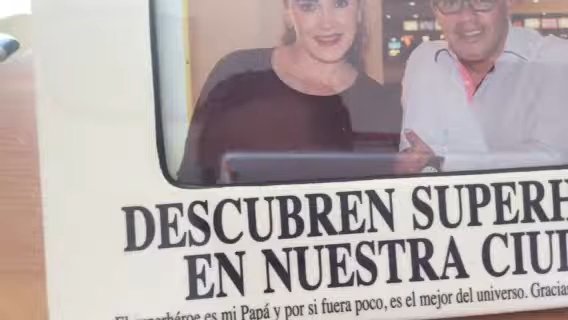 DESCUBREN SUPERH
EN NUESTRA CIU
El superhéroe es mi Papá y por si fuera poco, es el mejor del universo. Gracias